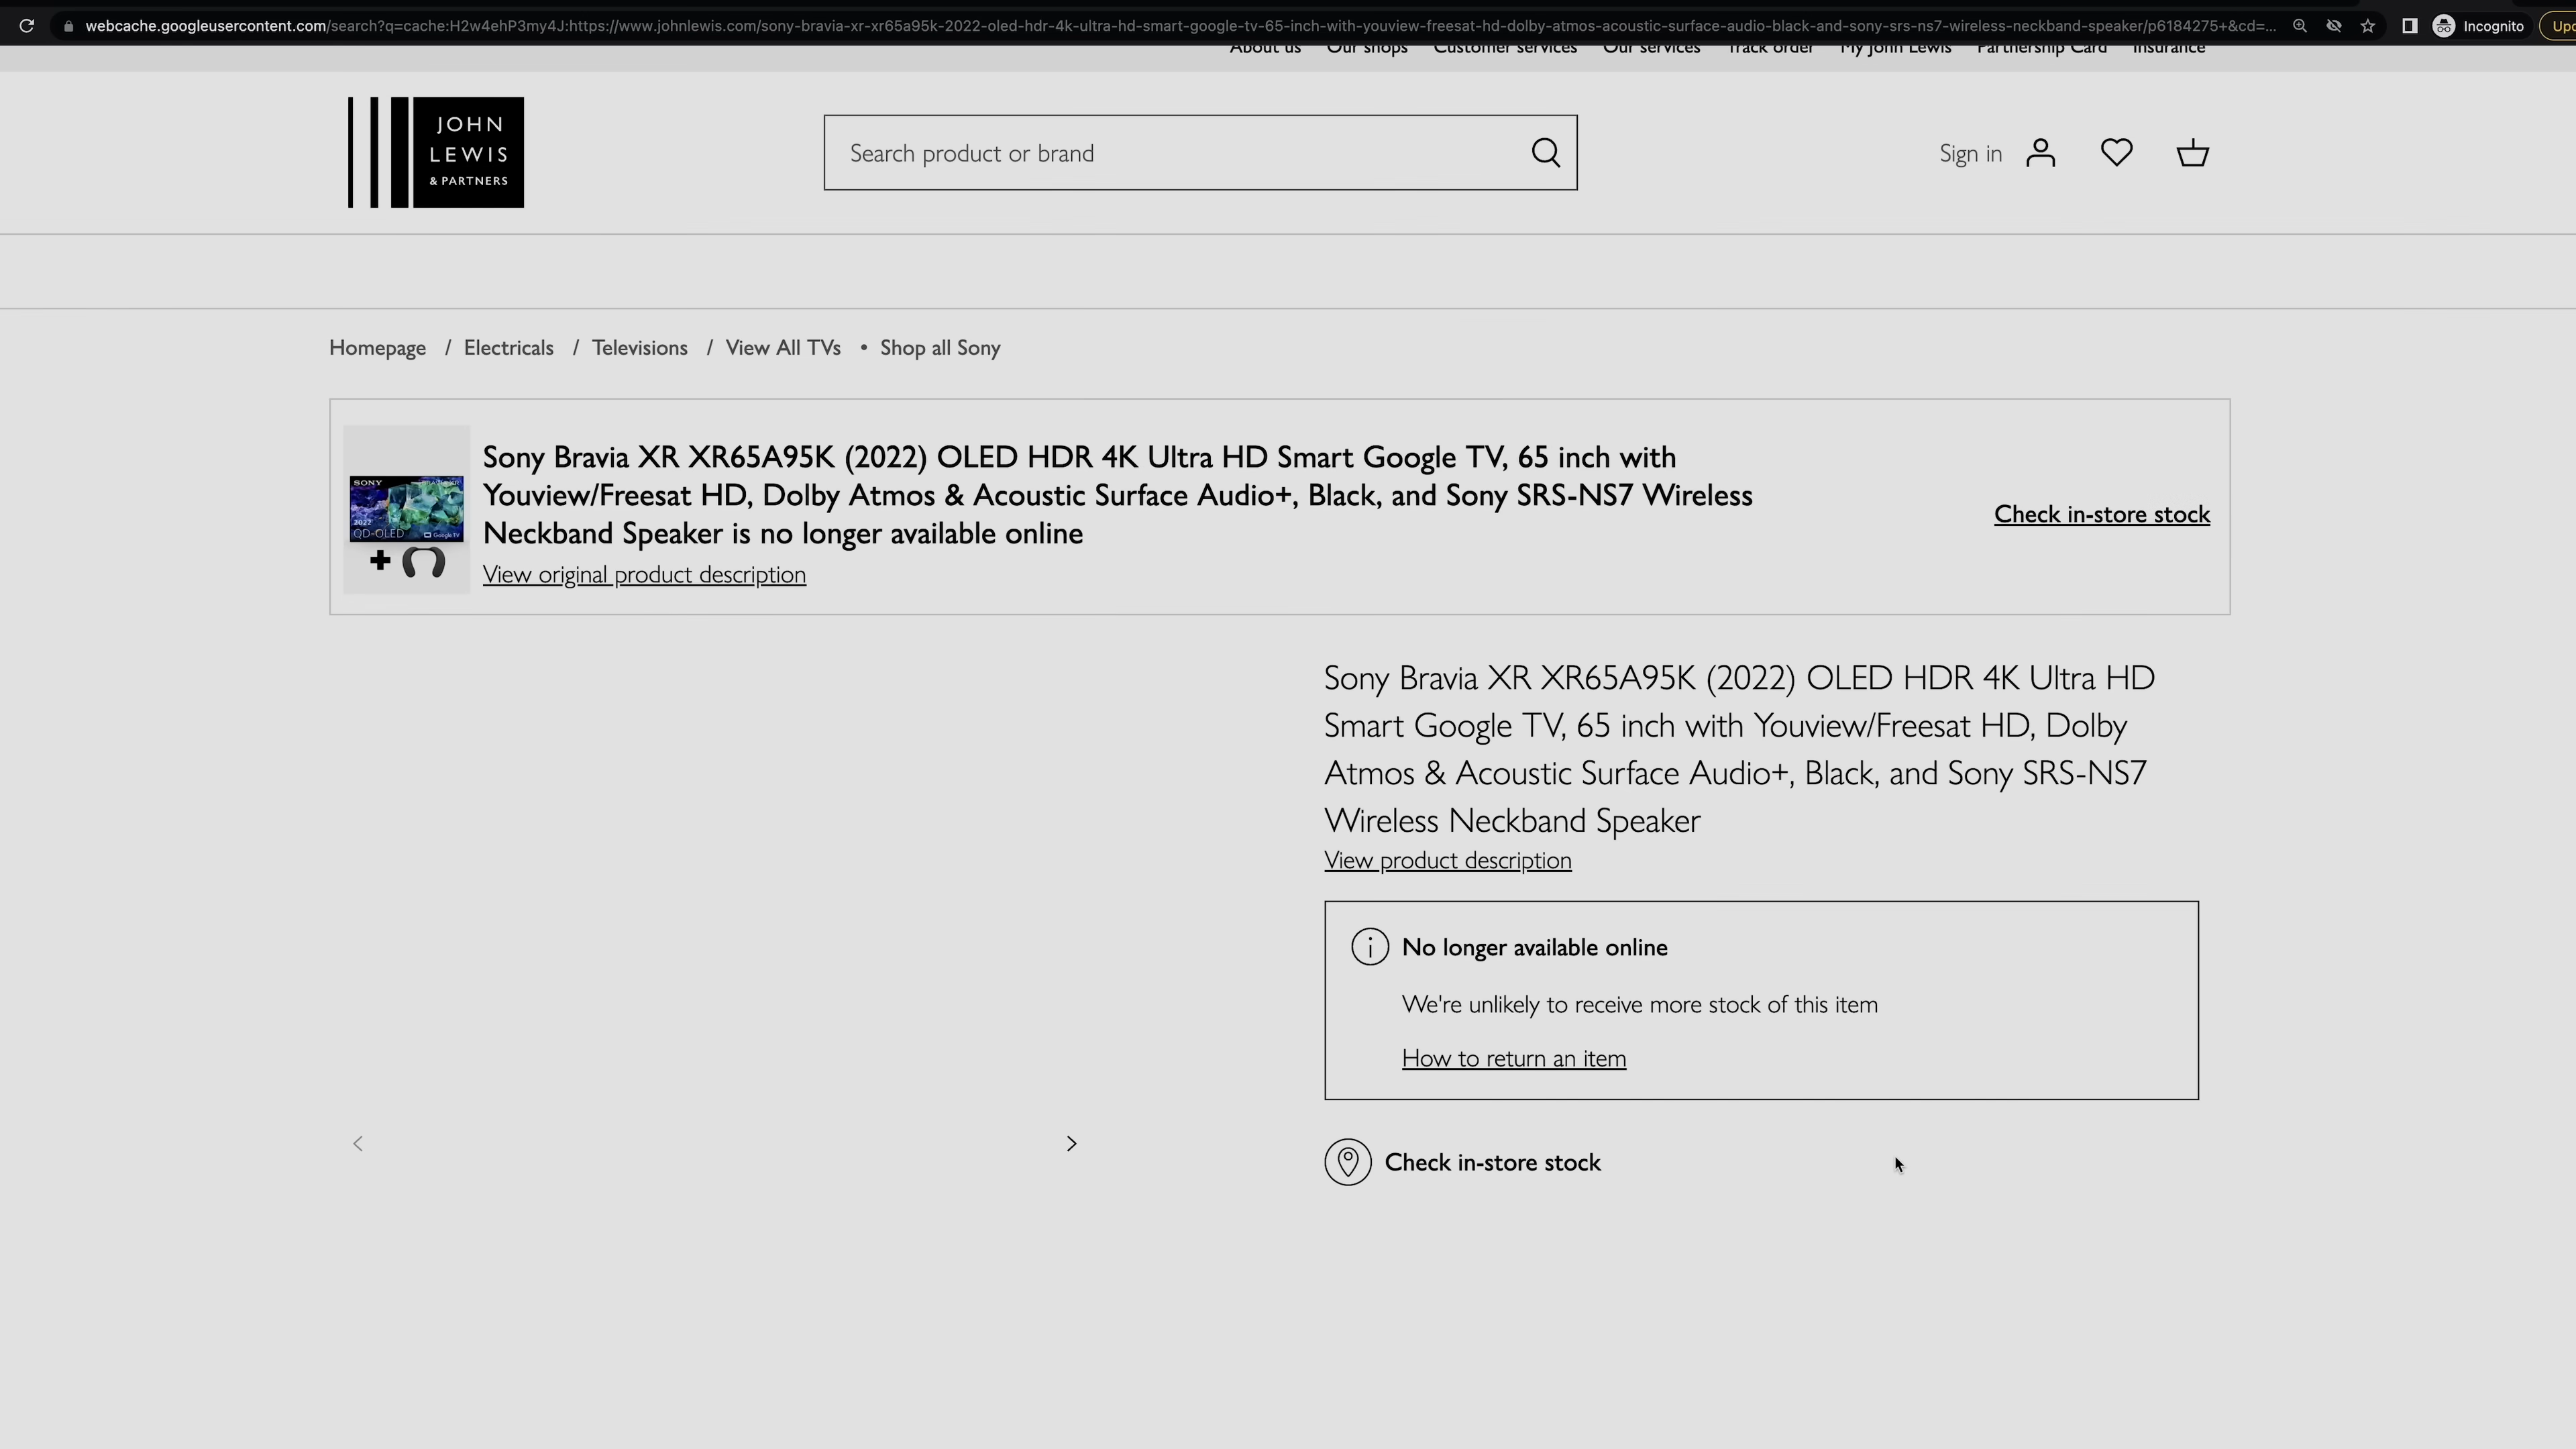 webcache.googleusercontent.com/search?q=cache:H2w4ehP3my4J:https://www.johnlewis.com/sony-bravia-xr-xr65a95k-2022-oled-hdr-4k-ultra-hd-smart-google-tv-65-inch-with-youview-freesat-hd-dolby-atmos-acoustic-surface-audio-black-and-sony-srs-ns7-wireless-neckband-speaker/p6184275+&cd=... Incognito
About us Our shops Customer services Our services Track order My John Lewis Partnership Card Insurance
JOHN
LEWIS
& PARTNERS
Search product or brand
Sign in
Homepage / Electricals / Televisions / View All TVs • Shop all Sony
SONY
2022
QD-OLED Google TV
Sony Bravia XR XR65A95K (2022) OLED HDR 4K Ultra HD Smart Google TV, 65 inch with
Youview/Freesat HD, Dolby Atmos & Acoustic Surface Audio+, Black, and Sony SRS-NS7 Wireless
Neckband Speaker is no longer available online
View original product description
Check in-store stock
Sony Bravia XR XR65A95K (2022) OLED HDR 4K Ultra HD
Smart Google TV, 65 inch with Youview/Freesat HD, Dolby
Atmos & Acoustic Surface Audio+, Black, and Sony SRS-NS7
Wireless Neckband Speaker
View product description
No longer available online
We're unlikely to receive more stock of this item
How to return an item
Check in-store stock